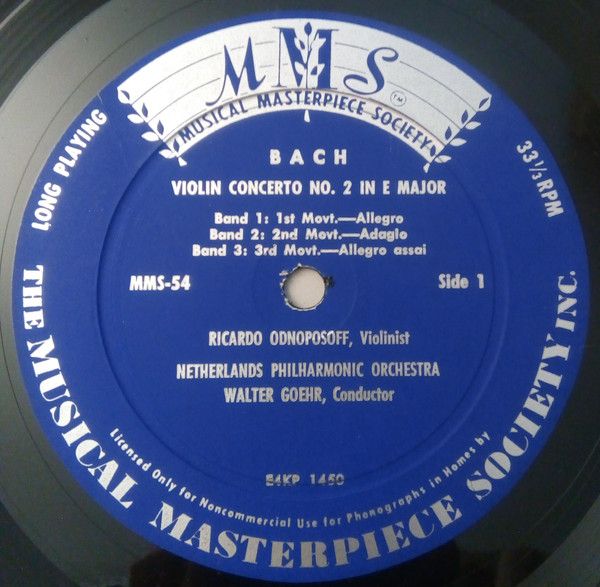 MMS
TM
MUSICAL MASTERPIECE SOCIETY
LONG PLAYING
33 1/3 RPM
BACH
VIOLIN CONCERTO NO. 2 IN E MAJOR
Band 1: 1st Movt.—Allegro
Band 2: 2nd Movt.—Adagio
Band 3: 3rd Movt.—Allegro assai
MMS-54
Side 1
RICARDO ODNOPOSOFF, Violinist
NETHERLANDS PHILHARMONIC ORCHESTRA
WALTER GOEHR, Conductor
E4KP 1450
Licensed Only for Noncommercial Use for Phonographs in Homes by
THE MUSICAL MASTERPIECE SOCIETY INC.